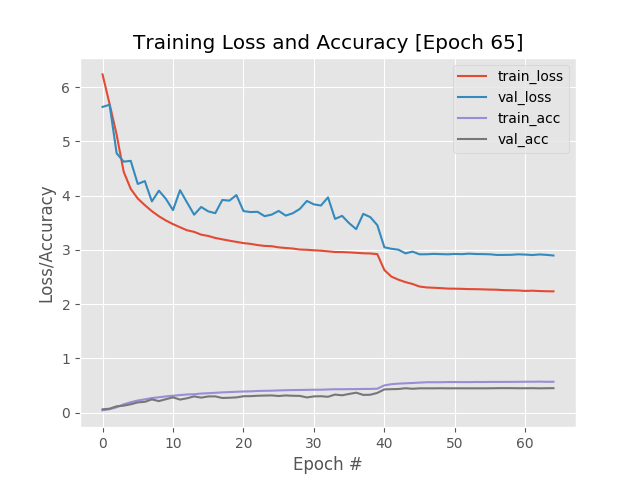 Training Loss and Accuracy [Epoch 65]
train_loss
val_loss
train_acc
val_acc
Loss/Accuracy
6
5
4
3
2
1
0
0 10 20 30 40 50 60
Epoch #